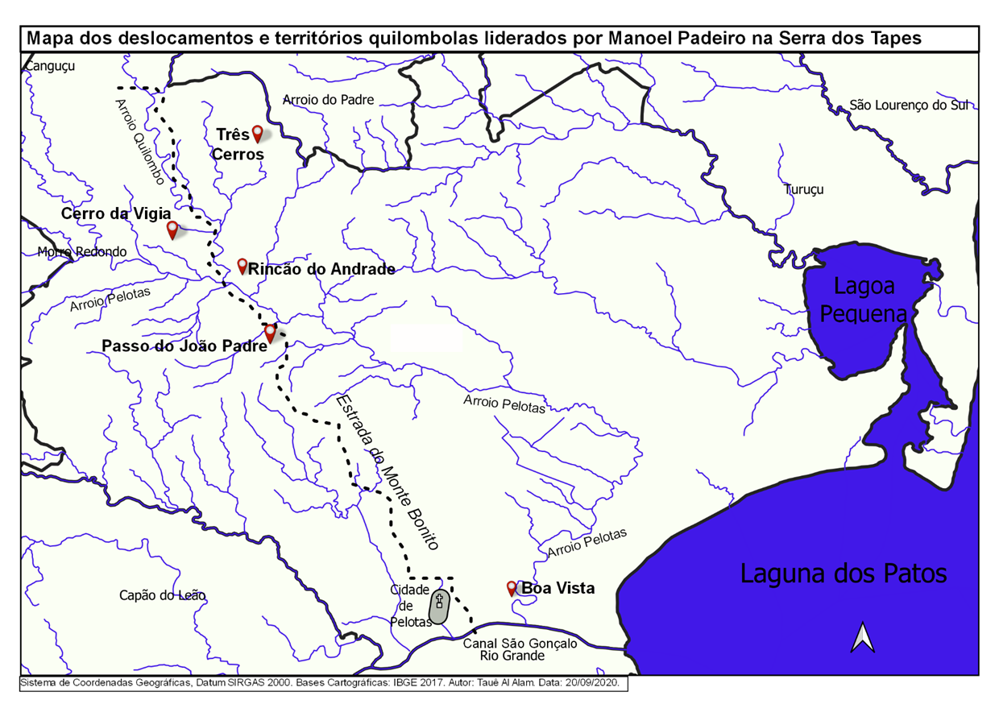 Mapa dos deslocamentos e territórios quilombolas liderados por Manoel Padeiro na Serra dos Tapes
Canguçu
Arroio do Padre
São Lourenço do Sul
Arroio Quilombo
Três
Cerros
Turuçu
Cerro da Vigia
Morro Redondo
Rincão do Andrade
Lagoa
Pequena
Arroio Pelotas
Passo do João Padre
Arroio Pelotas
Estrada do Monte Bonito
Arroio Pelotas
Laguna dos Patos
Capão do Leão
Cidade
de
Pelotas
Boa Vista
Canal São Gonçalo
Rio Grande
Sistema de Coordenadas Geográficas, Datum SIRGAS 2000. Bases Cartográficas: IBGE 2017. Autor: Tauê Al Alam. Data: 20/09/2020.